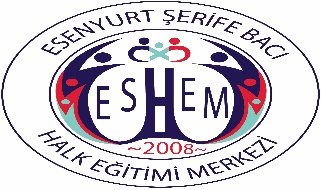 ESENYURT ŞERİFE BACI
ESHEM
~2008~
HALK EĞİTİMİ MERKEZİ